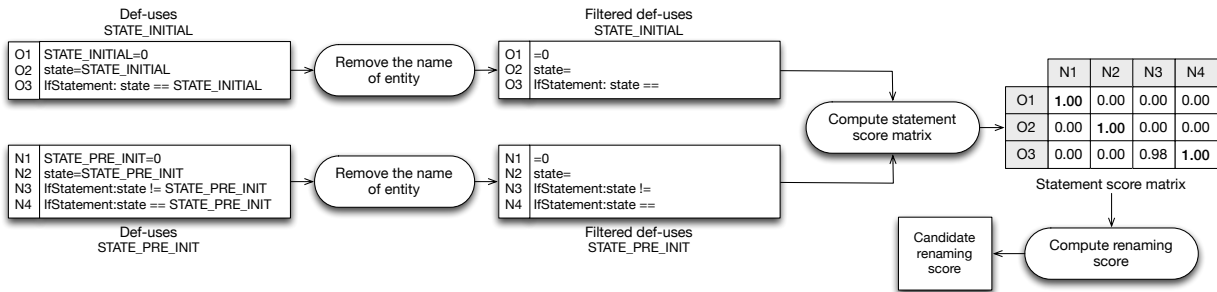 Def-uses
STATE_INITIAL
O1 STATE_INITIAL=0
O2 state=STATE_INITIAL
O3 IfStatement: state == STATE_INITIAL
Remove the name
of entity
Filtered def-uses
STATE_INITIAL
O1 =0
O2 state=
O3 IfStatement: state ==
N1 STATE_PRE_INIT=0
N2 state=STATE_PRE_INIT
N3 IfStatement:state != STATE_PRE_INIT
N4 IfStatement:state == STATE_PRE_INIT
Def-uses
STATE_PRE_INIT
Remove the name
of entity
N1 =0
N2 state=
N3 IfStatement:state !=
N4 IfStatement:state ==
Filtered def-uses
STATE_PRE_INIT
Compute statement
score matrix
N1 N2 N3 N4
O1 1.00 0.00 0.00 0.00
O2 0.00 1.00 0.00 0.00
O3 0.00 0.00 0.98 1.00
Statement score matrix
Compute renaming
score
Candidate
renaming
score